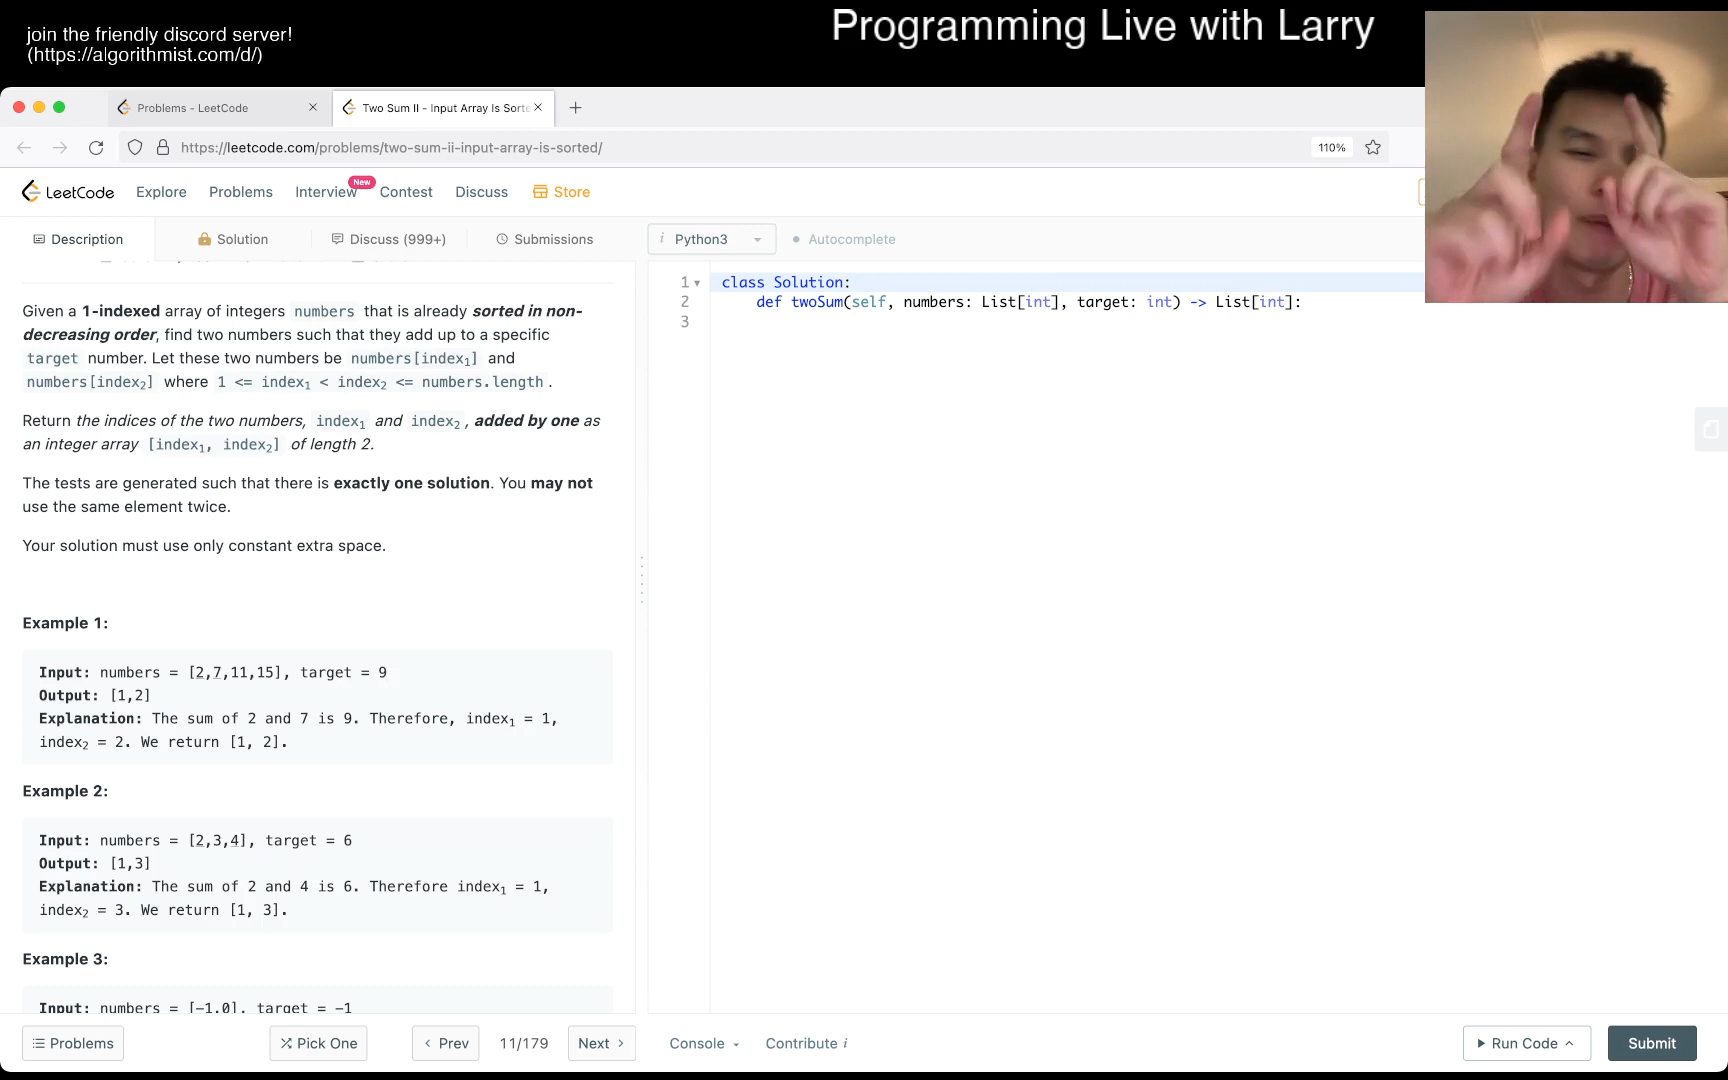 join the friendly discord server!
(https://algorithmist.com/d/)
Programming Live with Larry
Problems - LeetCode
Two Sum II - Input Array Is Sorte
https://leetcode.com/problems/two-sum-ii-input-array-is-sorted/
110%
LeetCode
Explore
Problems
Interview
New
Contest
Discuss
Store
Description
Solution
Discuss (999+)
Submissions
i Python3
Autocomplete
Given a 1-indexed array of integers numbers that is already sorted in non-
decreasing order, find two numbers such that they add up to a specific
target number. Let these two numbers be numbers[index₁] and
numbers[index₂] where 1 <= index₁ < index₂ <= numbers.length.
Return the indices of the two numbers, index₁ and index₂, added by one as
an integer array [index₁, index₂] of length 2.
The tests are generated such that there is exactly one solution. You may not
use the same element twice.
Your solution must use only constant extra space.
Example 1:
Input: numbers = [2,7,11,15], target = 9
Output: [1,2]
Explanation: The sum of 2 and 7 is 9. Therefore, index₁ = 1,
index₂ = 2. We return [1, 2].
Example 2:
Input: numbers = [2,3,4], target = 6
Output: [1,3]
Explanation: The sum of 2 and 4 is 6. Therefore index₁ = 1,
index₂ = 3. We return [1, 3].
Example 3:
Input: numbers = [-1,0], target = -1
1 class Solution:
2 def twoSum(self, numbers: List[int], target: int) -> List[int]:
3
Problems
Pick One
Prev
11/179
Next
Console
Contribute i
Run Code
Submit